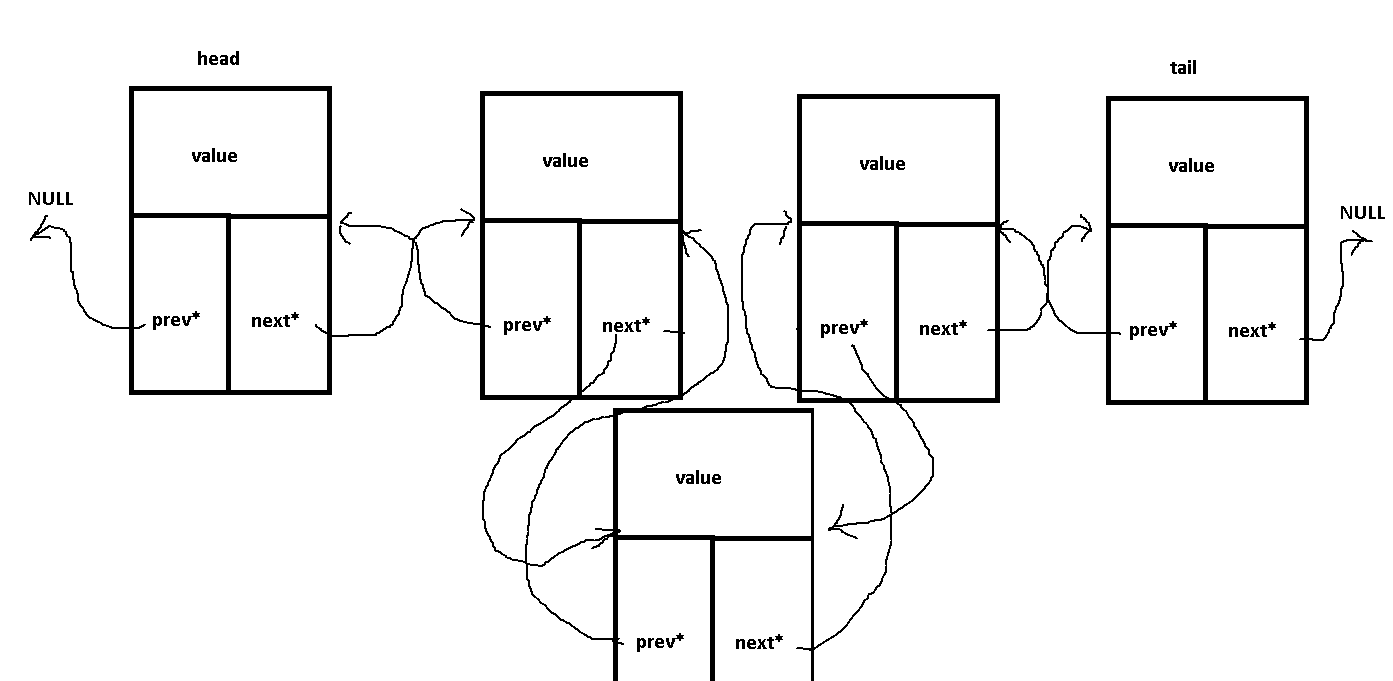 head
tail
value
value
value
value
NULL
NULL
prev*
next*
prev*
next*
prev*
next*
prev*
next*
value
prev*
next*